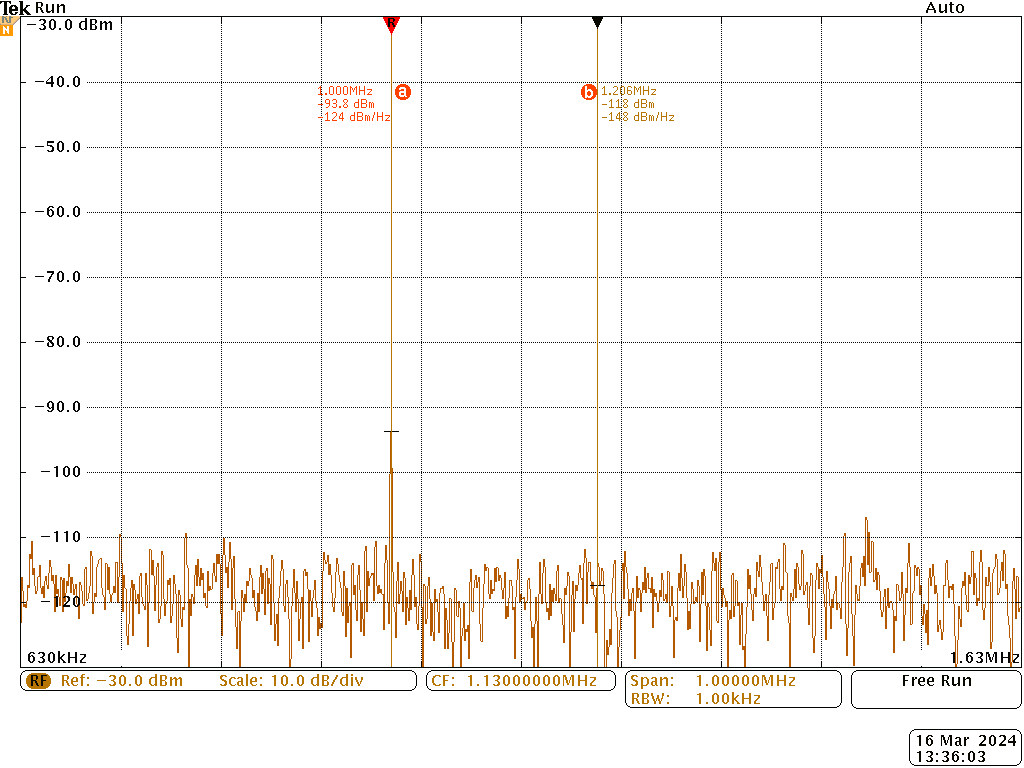 Tek Run
Auto
RF
N
−30.0 dBm
R
−40.0
1.000MHz
-93.8 dBm
-124 dBm/Hz
a
b
1.206MHz
-118 dBm
-148 dBm/Hz
−50.0
−60.0
−70.0
−80.0
−90.0
−100
−110
−120
630kHz
1.63MHz
RF Ref: −30.0 dBm Scale: 10.0 dB/div
CF: 1.13000000MHz
Span: 1.00000MHz
RBW: 1.00kHz
Free Run
16 Mar 2024
13:36:03